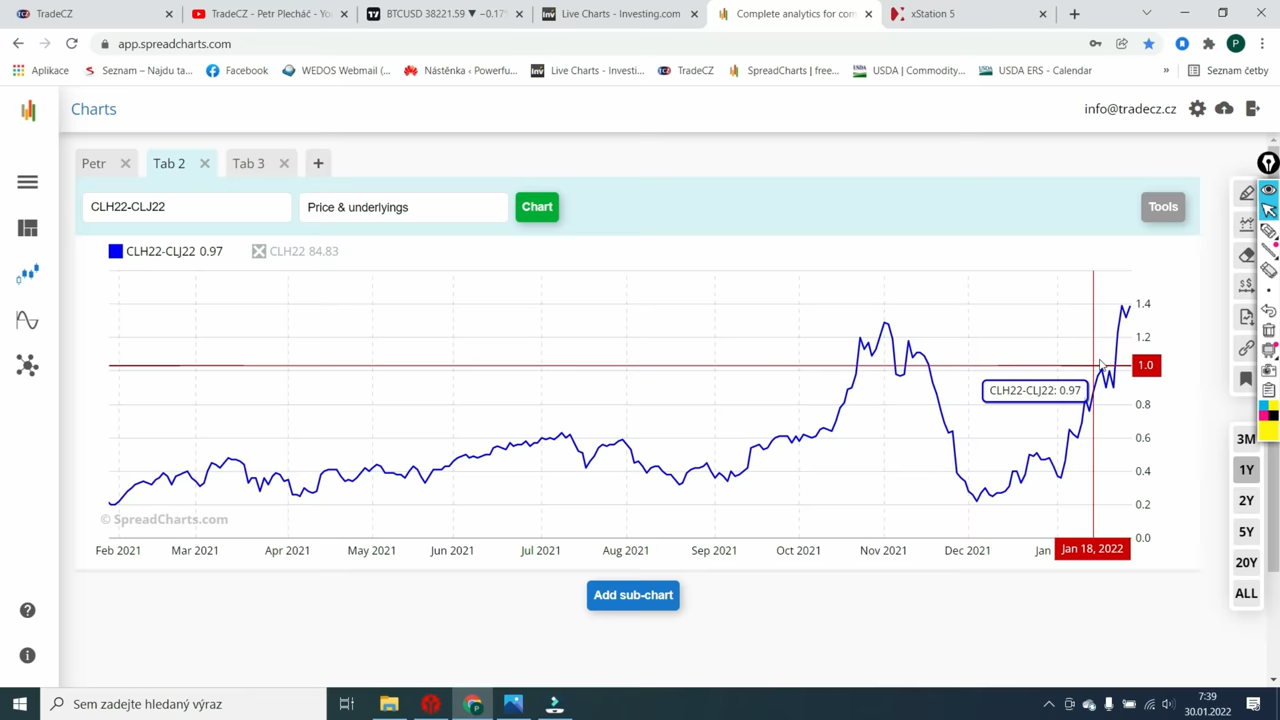 TradeCZ
TradeCZ - Petr Plecháč - Yo
BTCUSD 38221.59 ▼ −0.17
Live Charts - Investing.com
Complete analytics for com
xStation 5
app.spreadcharts.com
Aplikace
Seznam – Najdu ta...
Facebook
WEDOS Webmail (...
Nástěnka ‹ Powerfu...
Live Charts - Investi...
TradeCZ
SpreadCharts | free...
USDA | Commodity...
USDA ERS - Calendar
»
Seznam četby
Charts
info@tradecz.cz
Petr
Tab 2
Tab 3
+
CLH22-CLJ22
Price & underlyings
Chart
Tools
CLH22-CLJ22 0.97
CLH22 84.83
1.4
1.2
1.0
CLH22-CLJ22: 0.97
0.8
0.6
0.4
0.2
0.0
© SpreadCharts.com
Feb 2021
Mar 2021
Apr 2021
May 2021
Jun 2021
Jul 2021
Aug 2021
Sep 2021
Oct 2021
Nov 2021
Dec 2021
Jan
Jan 18, 2022
3M
1Y
2Y
5Y
20Y
ALL
Add sub-chart
Sem zadejte hledaný výraz
7:39
30.01.2022